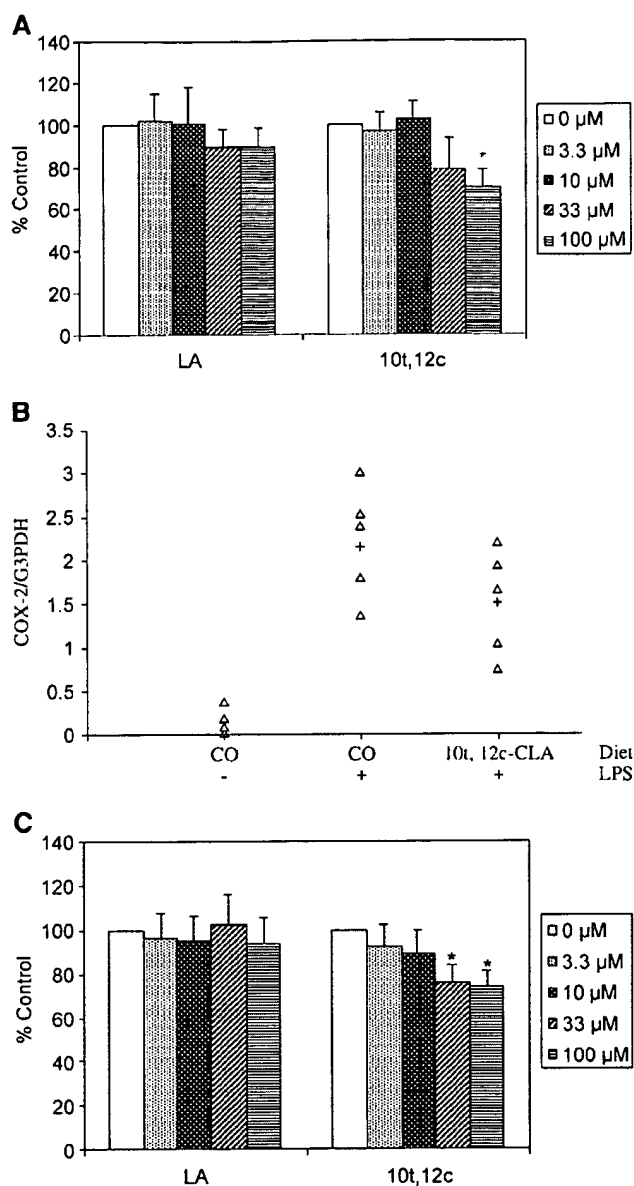 A
140
120
100
80
60
40
20
0
% Control
LA
10t,12c
0 µM
3.3 µM
10 µM
33 µM
100 µM
B
3.5
3
2.5
2
1.5
1
0.5
0
COX-2/G3PDH
CO CO 10t, 12c-CLA Diet
- + + LPS
C
140
120
100
80
60
40
20
0
% Control
* *
LA
10t,12c
0 µM
3.3 µM
10 µM
33 µM
100 µM